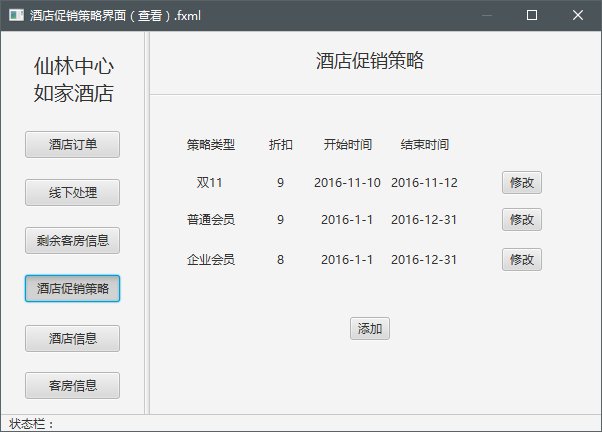 酒店促销策略界面（查看）.fxml
仙林中心
如家酒店
酒店订单
线下处理
剩余客房信息
酒店促销策略
酒店信息
客房信息
酒店促销策略
策略类型 折扣 开始时间 结束时间
双11 9 2016-11-10 2016-11-12 修改
普通会员 9 2016-1-1 2016-12-31 修改
企业会员 8 2016-1-1 2016-12-31 修改
添加
状态栏：